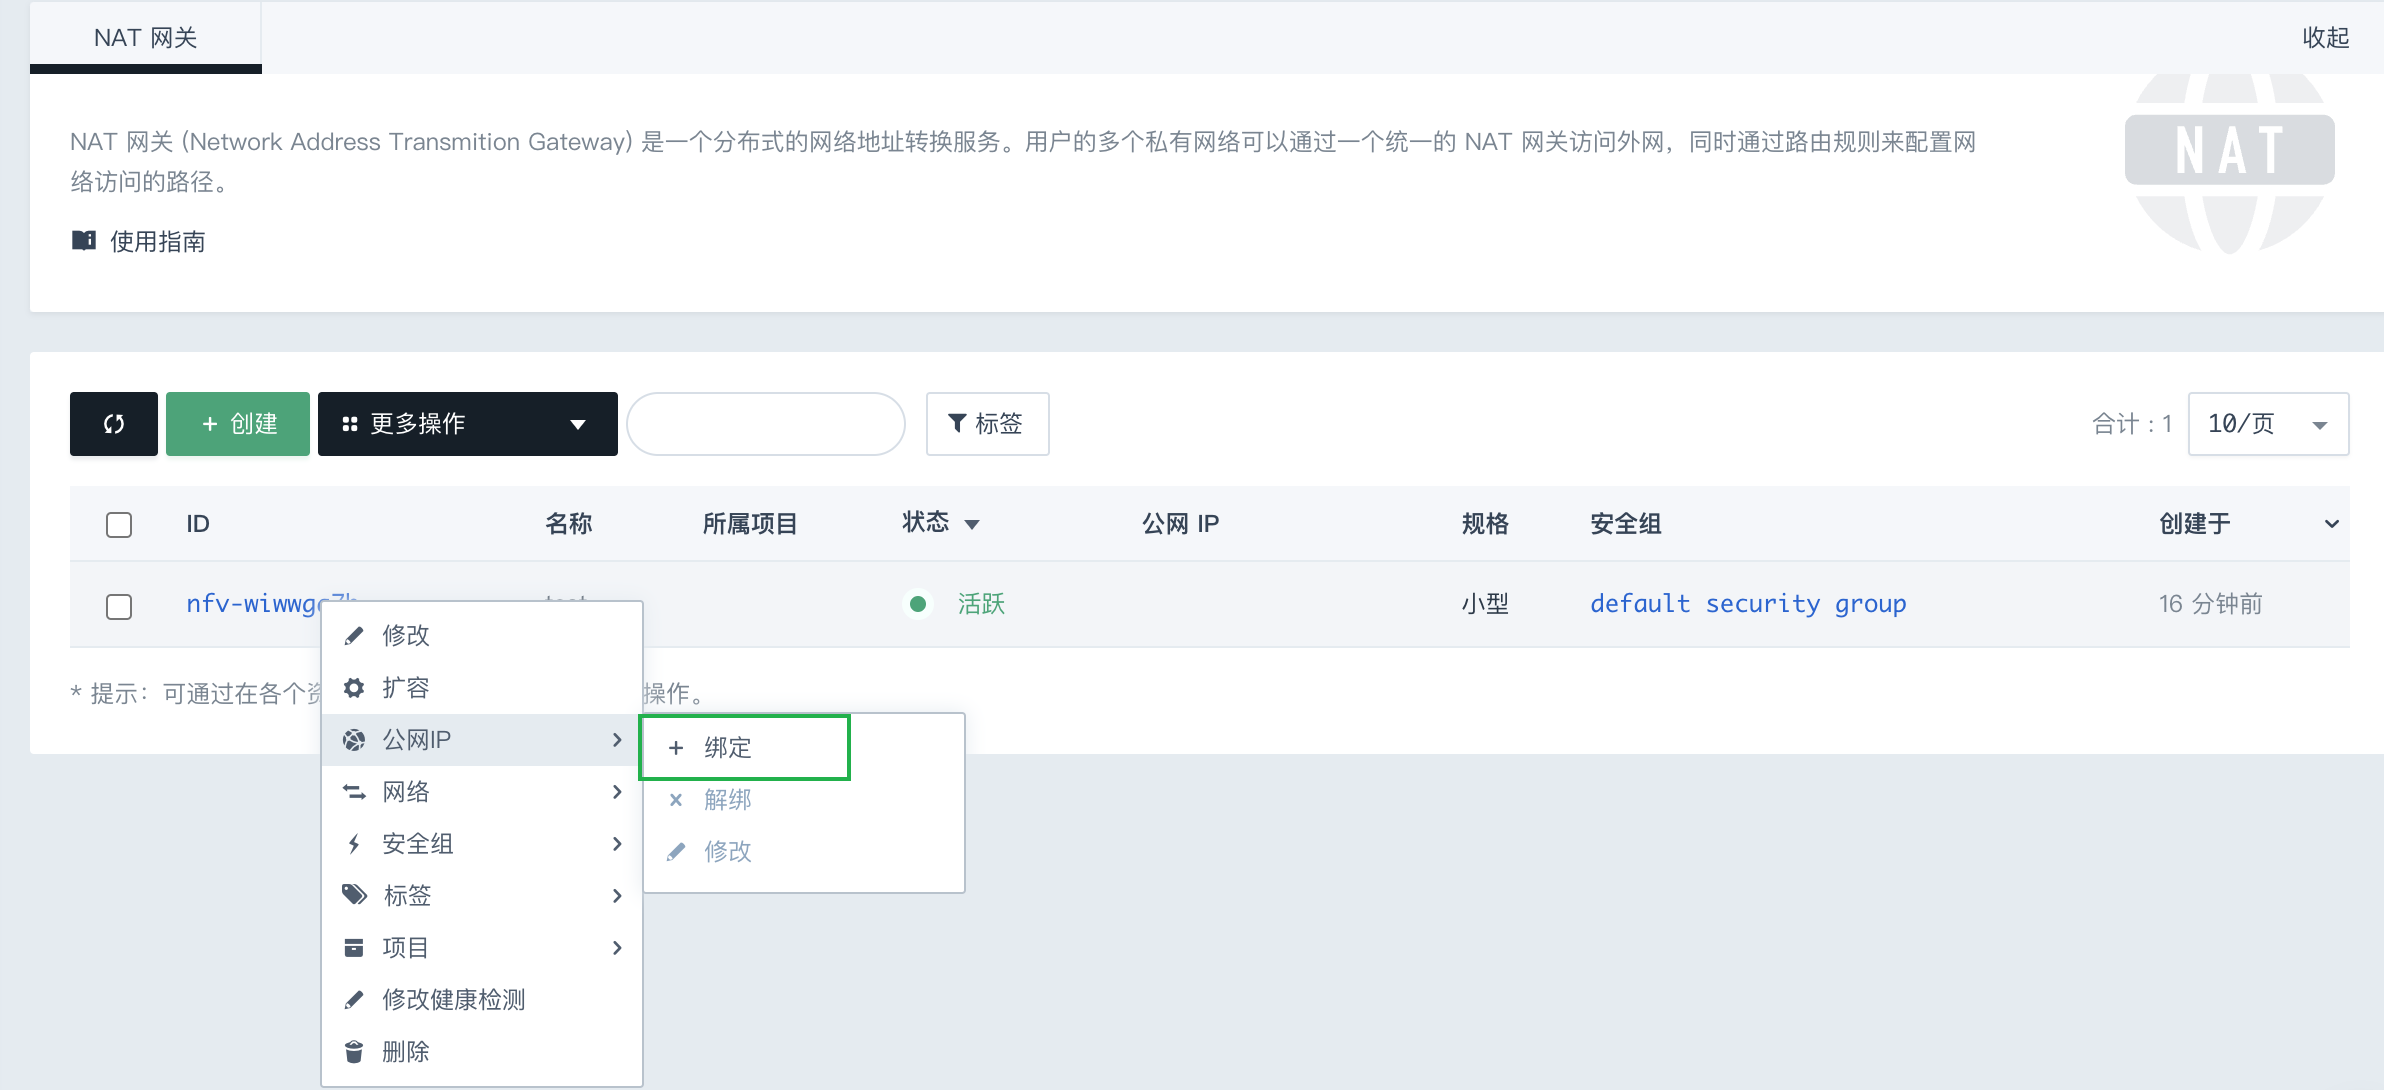 NAT 网关
收起
NAT 网关 (Network Address Transmition Gateway) 是一个分布式的网络地址转换服务。用户的多个私有网络可以通过一个统一的 NAT 网关访问外网，同时通过路由规则来配置网
络访问的路径。
NAT
使用指南
+ 创建
更多操作
标签
合计：1
10/页
ID 名称 所属项目 状态 公网 IP 规格 安全组 创建于
活跃 小型 default security group 16 分钟前
* 提示：可通过在各个 操作。
修改
扩容
公网IP
网络
安全组
标签
项目
修改健康检测
删除
+ 绑定
× 解绑
修改